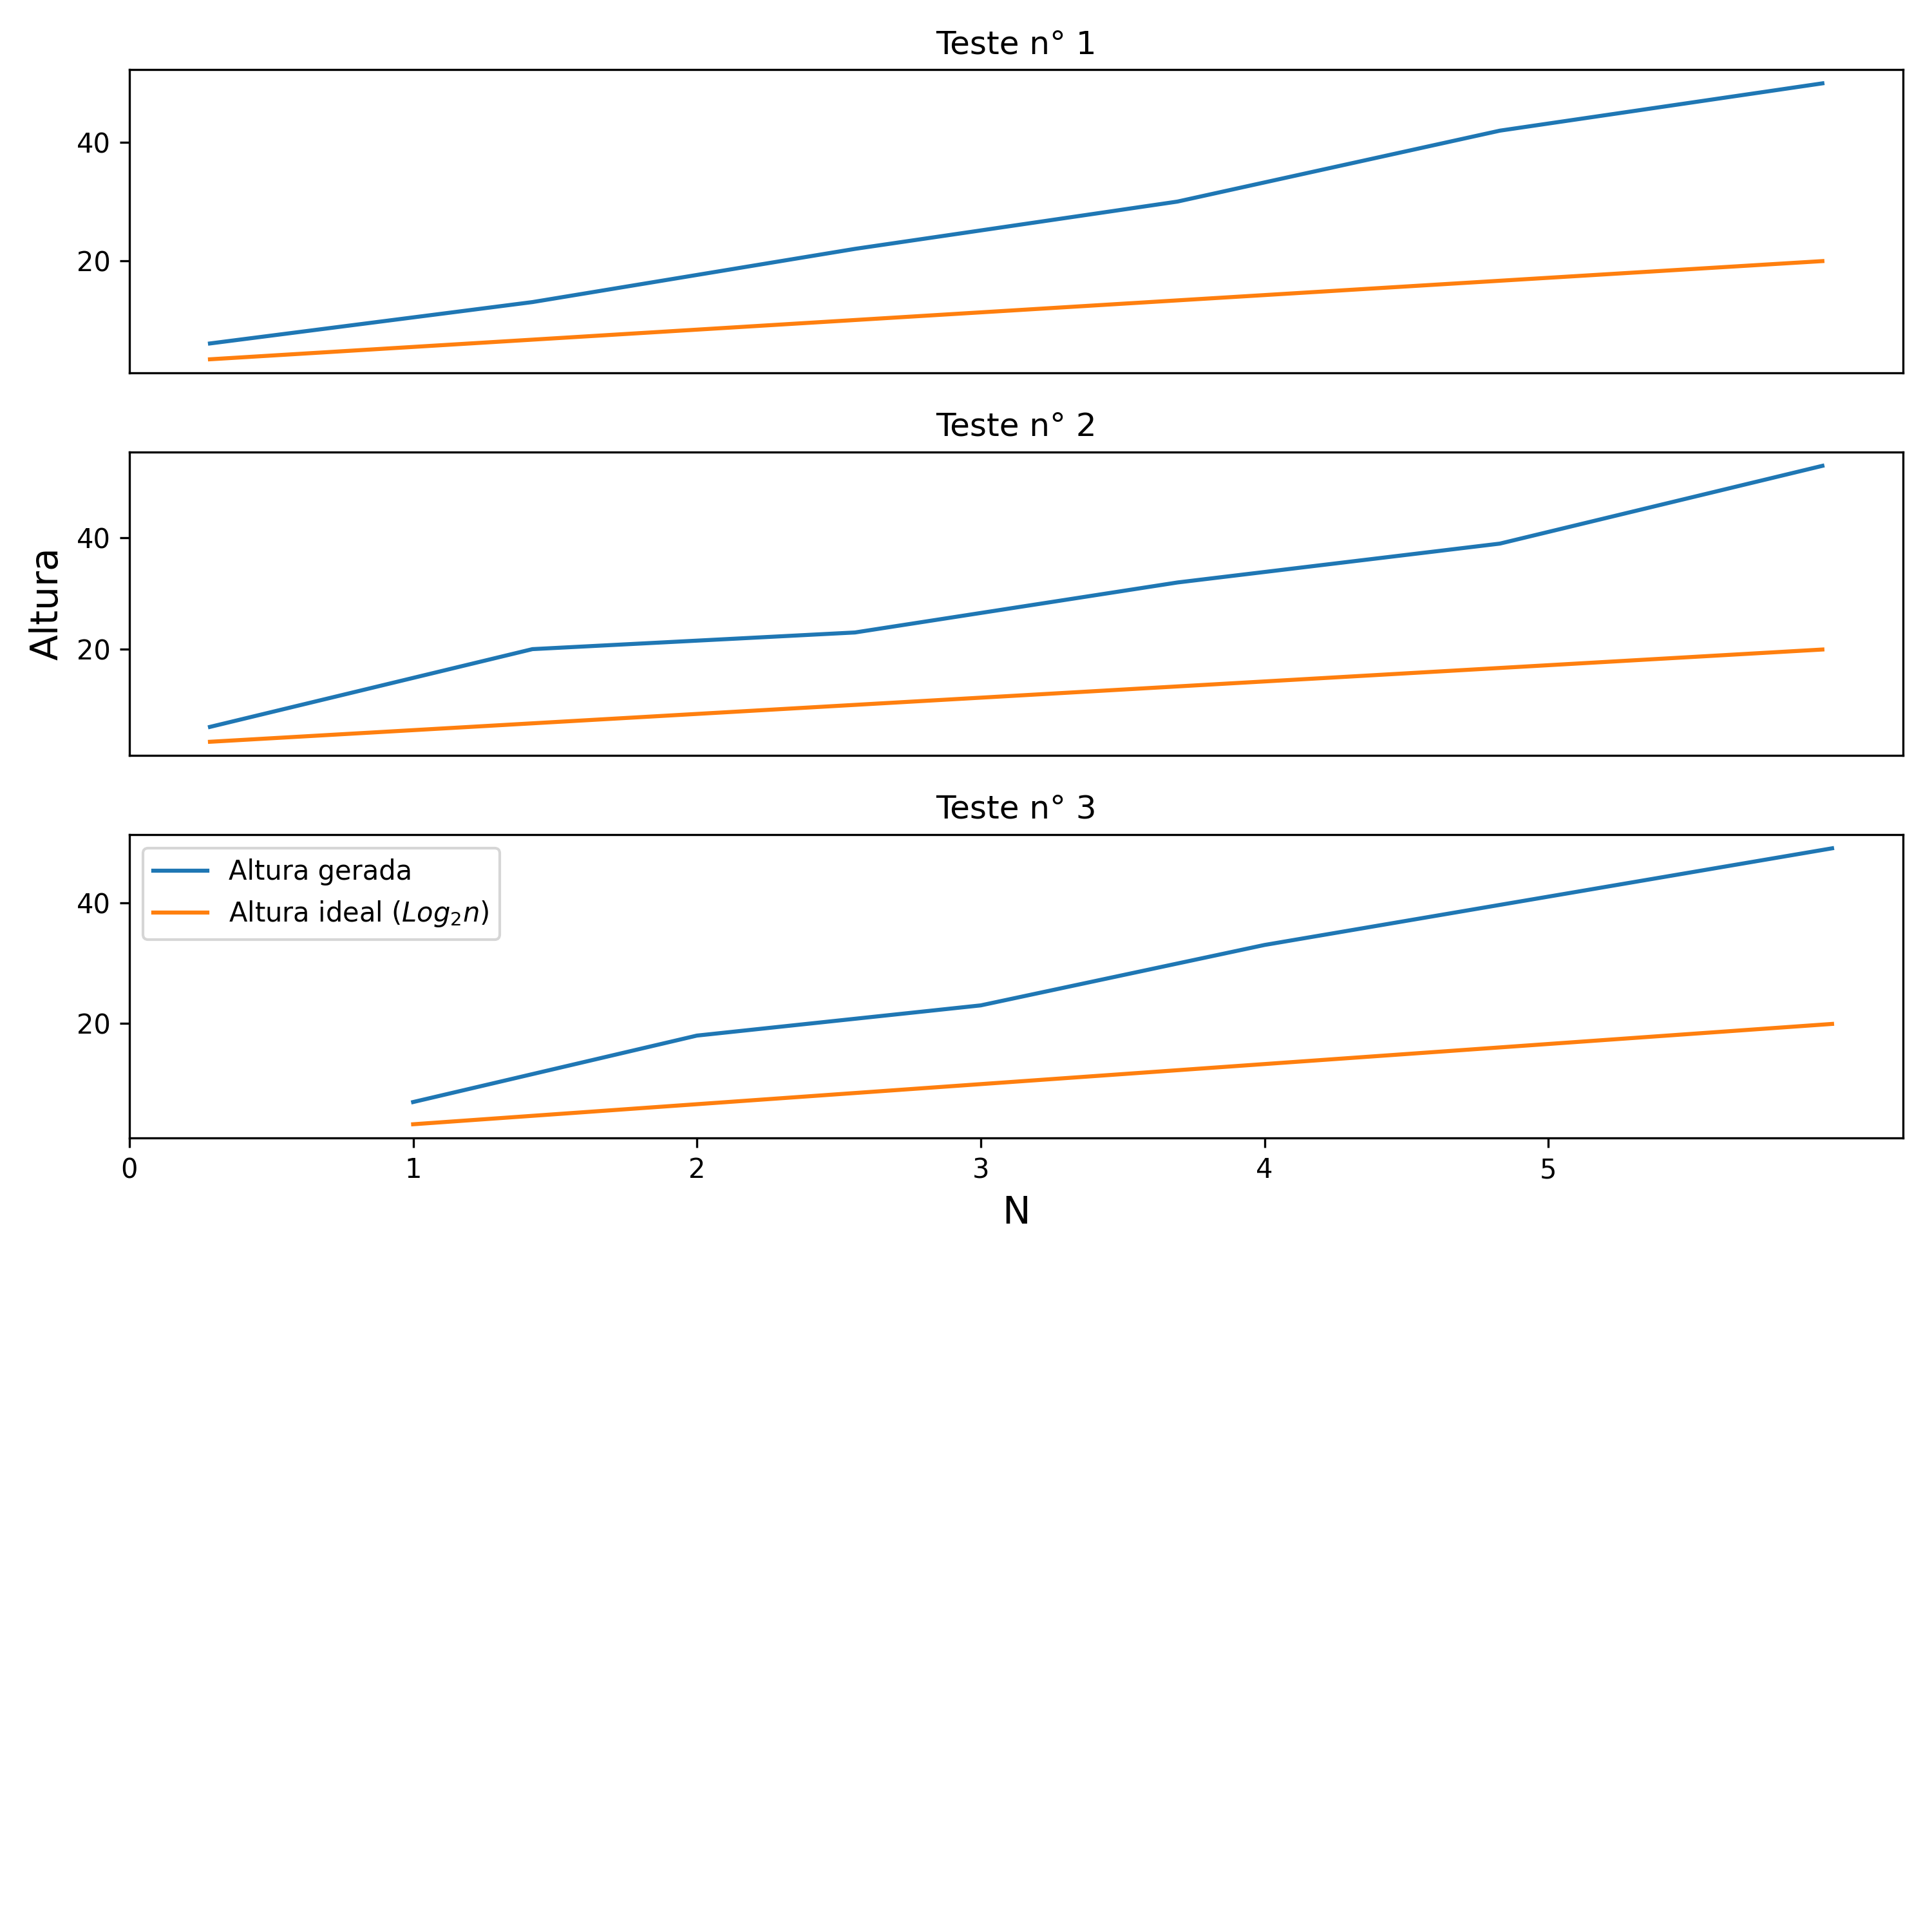 Teste n° 1
40
20
Teste n° 2
Altura
40
20
Teste n° 3
Altura gerada
Altura ideal (Log₂n)
40
20
0 1 2 3 4 5
N